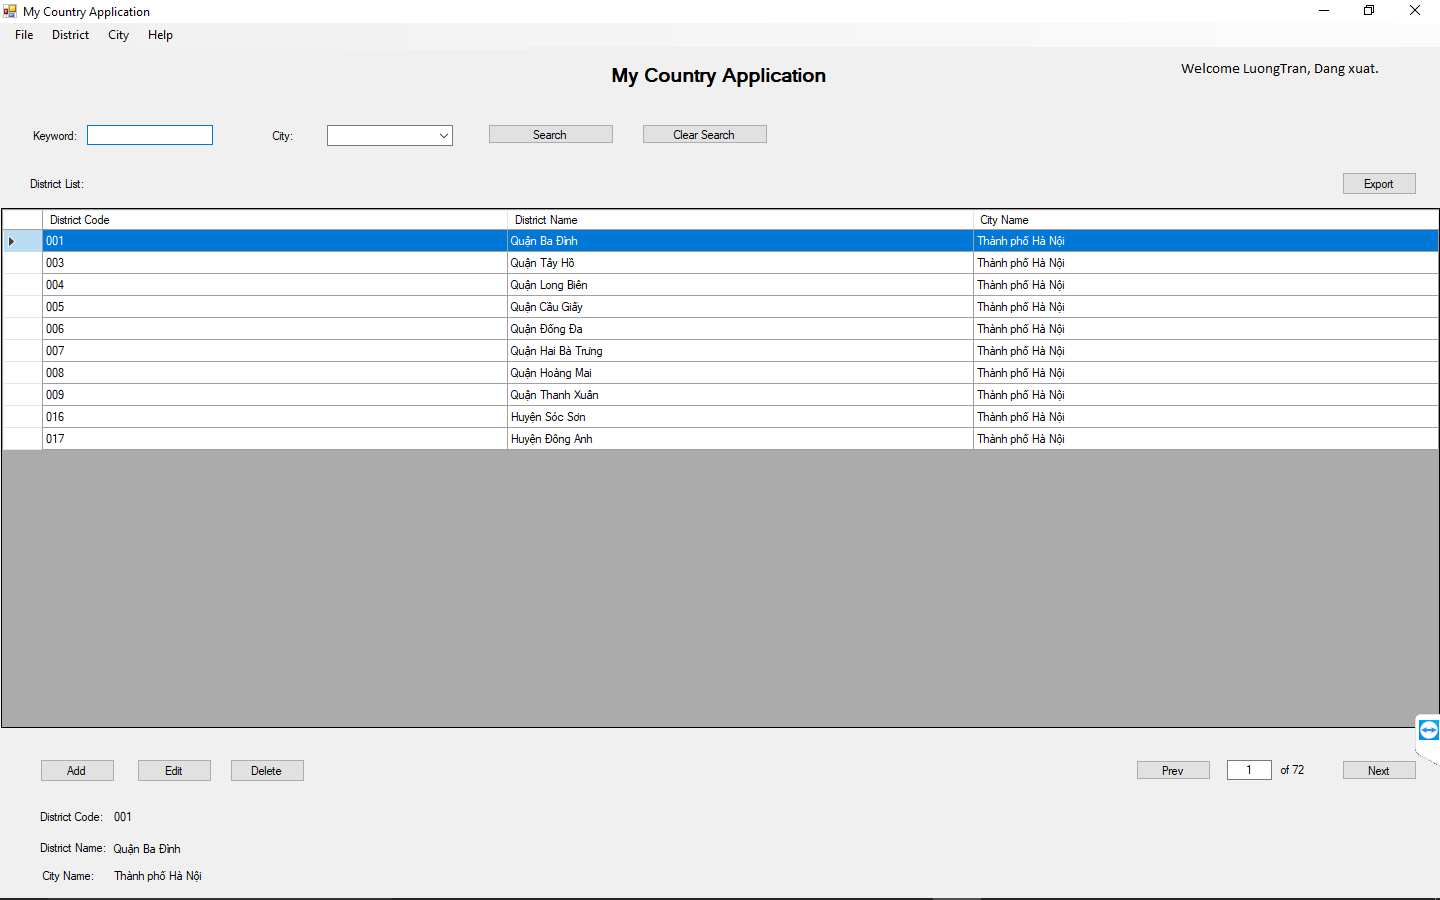 My Country Application
File District City Help
My Country Application
Welcome LuongTran, Dang xuat.
Keyword: City: Search Clear Search
District List: Export
District Code District Name City Name
001 Quận Ba Đình Thành phố Hà Nội
003 Quận Tây Hồ Thành phố Hà Nội
004 Quận Long Biên Thành phố Hà Nội
005 Quận Cầu Giấy Thành phố Hà Nội
006 Quận Đống Đa Thành phố Hà Nội
007 Quận Hai Bà Trưng Thành phố Hà Nội
008 Quận Hoàng Mai Thành phố Hà Nội
009 Quận Thanh Xuân Thành phố Hà Nội
016 Huyện Sóc Sơn Thành phố Hà Nội
017 Huyện Đông Anh Thành phố Hà Nội
Add Edit Delete Prev 1 of 72 Next
District Code: 001
District Name: Quận Ba Đình
City Name: Thành phố Hà Nội